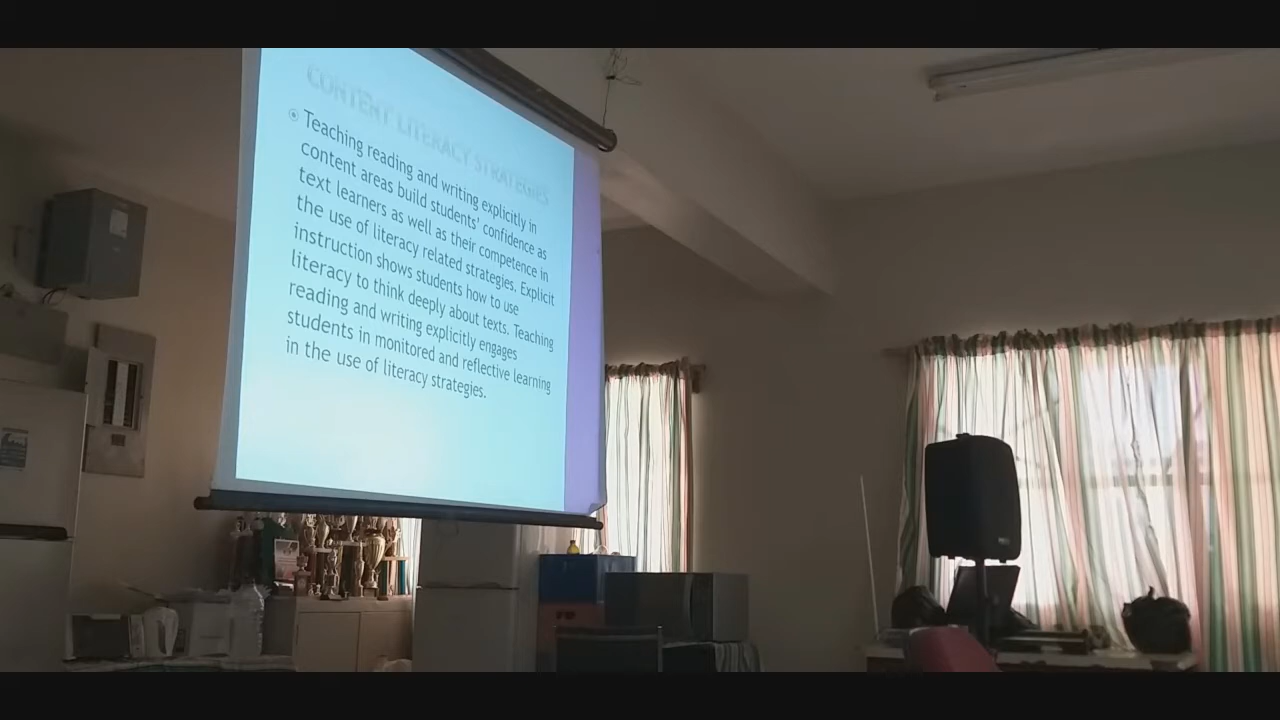 CONTENT LITERACY STRATEGIES
Teaching reading and writing explicitly in
content areas build students' confidence as
text learners as well as their competence in
the use of literacy related strategies. Explicit
instruction shows students how to use
literacy to think deeply about texts. Teaching
reading and writing explicitly engages
students in monitored and reflective learning
in the use of literacy strategies.